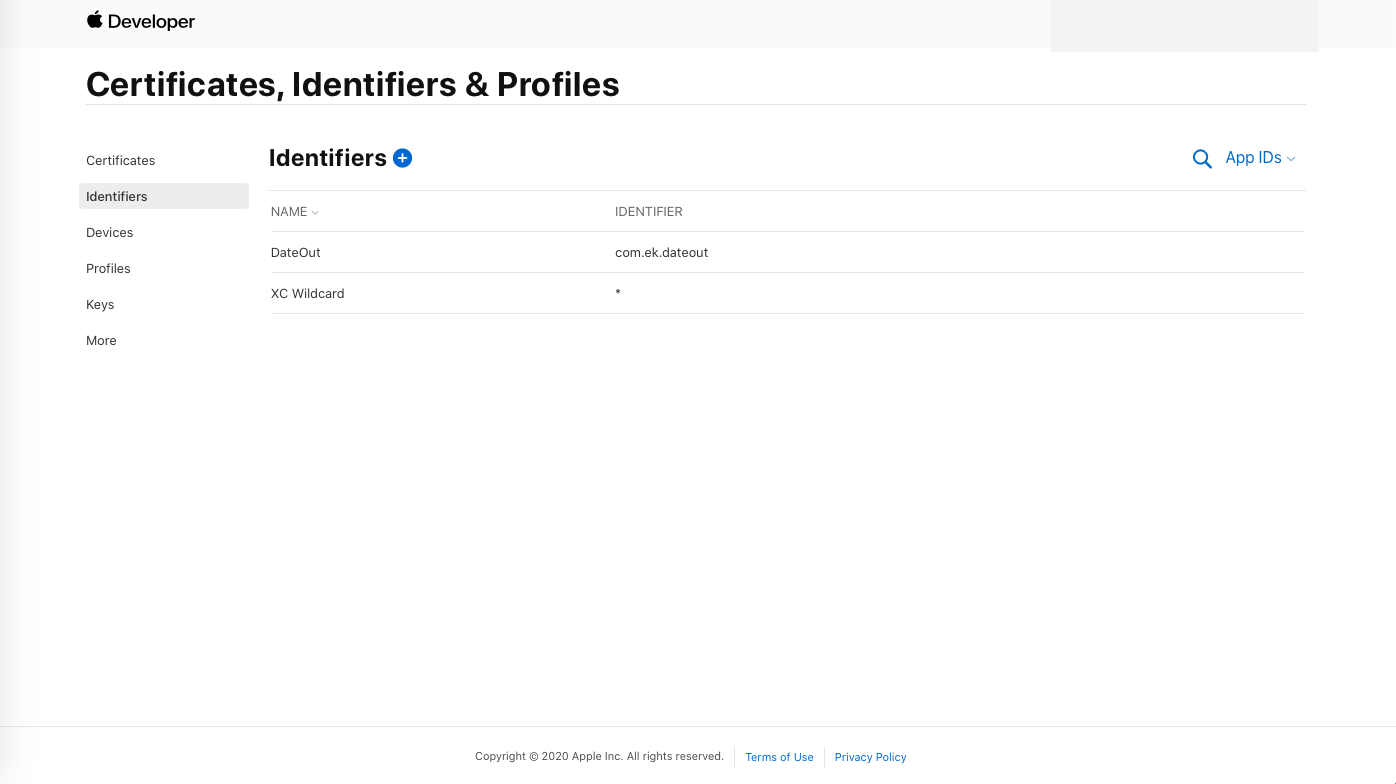 Developer
Certificates, Identifiers & Profiles
Certificates
Identifiers
Devices
Profiles
Keys
More
Identifiers
App IDs
NAME IDENTIFIER
DateOut com.ek.dateout
XC Wildcard *
Copyright © 2020 Apple Inc. All rights reserved. Terms of Use Privacy Policy